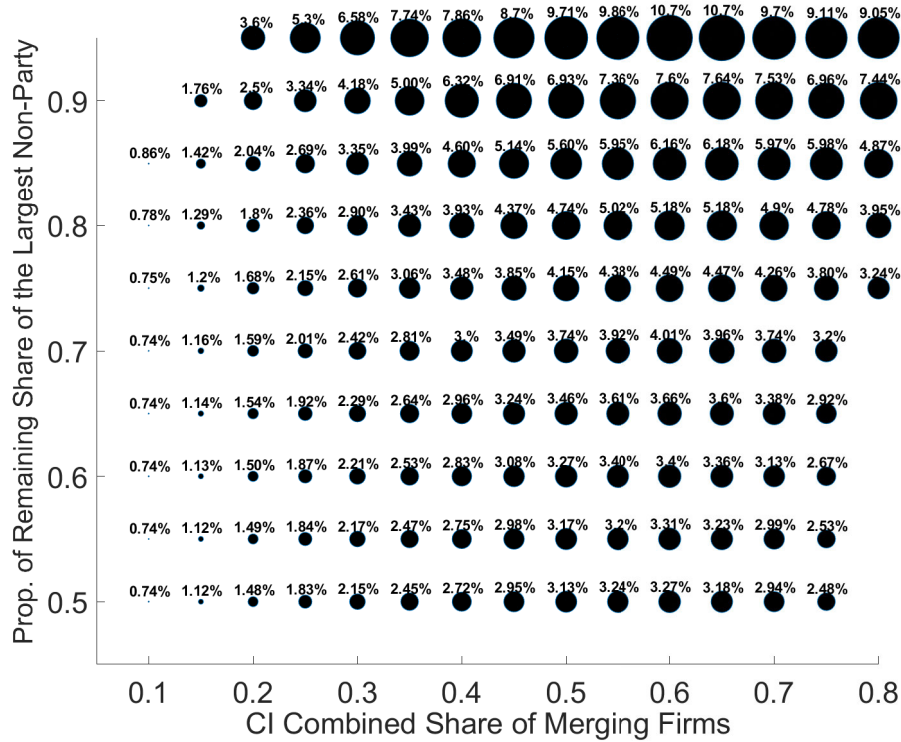 3.6% 5.3% 6.58% 7.74% 7.86% 8.7% 9.71% 9.86% 10.7% 10.7% 9.7% 9.11% 9.05%
0.9 1.76% 2.5% 3.34% 4.18% 5.00% 6.32% 6.91% 6.93% 7.36% 7.6% 7.64% 7.53% 6.96% 7.44%
0.86% 1.42% 2.04% 2.69% 3.35% 3.99% 4.60% 5.14% 5.60% 5.95% 6.16% 6.18% 5.97% 5.98% 4.87%
0.8 0.78% 1.29% 1.8% 2.36% 2.90% 3.43% 3.93% 4.37% 4.74% 5.02% 5.18% 5.18% 4.9% 4.78% 3.95%
0.75% 1.2% 1.68% 2.15% 2.61% 3.06% 3.48% 3.85% 4.15% 4.38% 4.49% 4.47% 4.26% 3.80% 3.24%
0.7 0.74% 1.16% 1.59% 2.01% 2.42% 2.81% 3.% 3.49% 3.74% 3.92% 4.01% 3.96% 3.74% 3.2%
0.74% 1.14% 1.54% 1.92% 2.29% 2.64% 2.96% 3.24% 3.46% 3.61% 3.66% 3.6% 3.38% 2.92%
0.6 0.74% 1.13% 1.50% 1.87% 2.21% 2.53% 2.83% 3.08% 3.27% 3.40% 3.4% 3.36% 3.13% 2.67%
0.74% 1.12% 1.49% 1.84% 2.17% 2.47% 2.75% 2.98% 3.17% 3.2% 3.31% 3.23% 2.99% 2.53%
0.5 0.74% 1.12% 1.48% 1.83% 2.15% 2.45% 2.72% 2.95% 3.13% 3.24% 3.27% 3.18% 2.94% 2.48%
0.1 0.2 0.3 0.4 0.5 0.6 0.7 0.8
CI Combined Share of Merging Firms
Prop. of Remaining Share of the Largest Non-Party